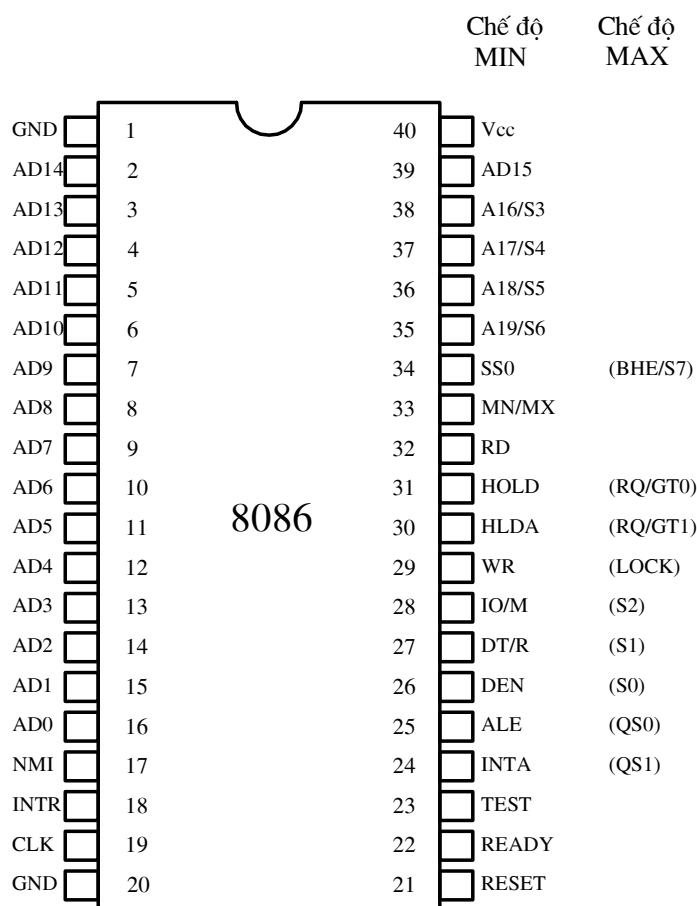 Chế độ Chế độ
MIN MAX
GND 1 40 Vcc
AD14 2 39 AD15
AD13 3 38 A16/S3
AD12 4 37 A17/S4
AD11 5 36 A18/S5
AD10 6 35 A19/S6
AD9 7 34 SS0 (BHE/S7)
AD8 8 33 MN/MX
AD7 9 32 RD
AD6 10 31 HOLD (RQ/GT0)
AD5 11 8086 30 HLDA (RQ/GT1)
AD4 12 29 WR (LOCK)
AD3 13 28 IO/M (S2)
AD2 14 27 DT/R (S1)
AD1 15 26 DEN (S0)
AD0 16 25 ALE (QS0)
NMI 17 24 INTA (QS1)
INTR 18 23 TEST
CLK 19 22 READY
GND 20 21 RESET